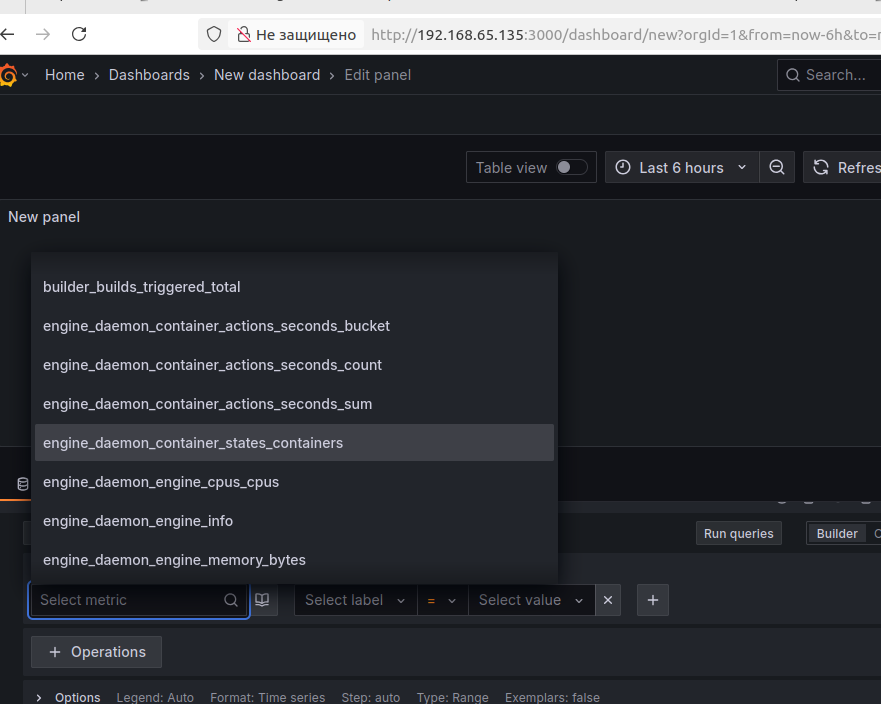 Не защищено http://192.168.65.135:3000/dashboard/new?orgId=1&from=now-6h&to=
Home › Dashboards › New dashboard › Edit panel
Search...
Table view Last 6 hours Refres
New panel
builder_builds_triggered_total
engine_daemon_container_actions_seconds_bucket
engine_daemon_container_actions_seconds_count
engine_daemon_container_actions_seconds_sum
engine_daemon_container_states_containers
engine_daemon_engine_cpus_cpus
engine_daemon_engine_info
engine_daemon_engine_memory_bytes
Run queries Builder
Select metric Select label = Select value × +
+ Operations
› Options Legend: Auto Format: Time series Step: auto Type: Range Exemplars: false